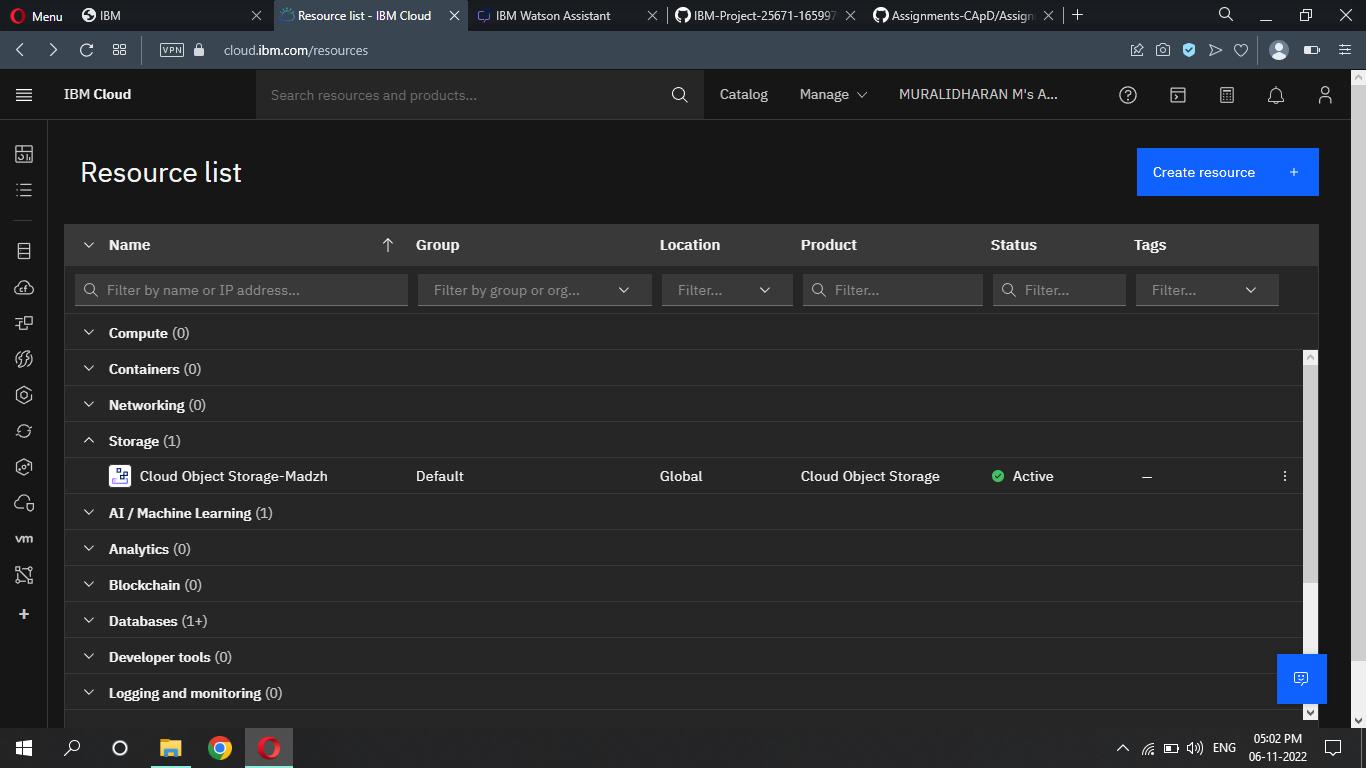 Menu
IBM
Resource list - IBM Cloud
IBM Watson Assistant
IBM-Project-25671-165997
Assignments-CApD/Assign
VPN
cloud.ibm.com/resources
IBM Cloud
Search resources and products...
Catalog
Manage
MURALIDHARAN M's A...
Resource list
Create resource +
Name
Group
Location
Product
Status
Tags
Filter by name or IP address...
Filter by group or org...
Filter...
Filter...
Filter...
Filter...
Compute (0)
Containers (0)
Networking (0)
Storage (1)
Cloud Object Storage-Madzh
Default
Global
Cloud Object Storage
Active
—
AI / Machine Learning (1)
Analytics (0)
Blockchain (0)
Databases (1+)
Developer tools (0)
Logging and monitoring (0)
cf
vm
ENG
05:02 PM
06-11-2022